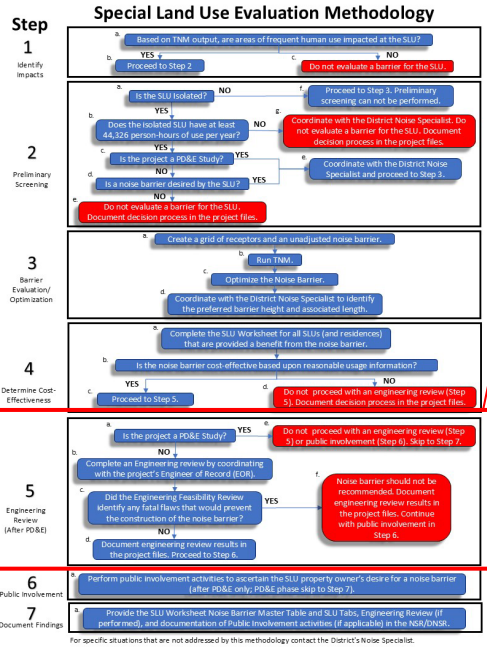 Special Land Use Evaluation Methodology
Step
1
Identify
Impacts
a. Based on TNM output, are areas of frequent human use impacted at the SLU?
YES
NO
b. Proceed to Step 2
c. Do not evaluate a barrier for the SLU.
2
Preliminary
Screening
a. Is the SLU Isolated?
NO
f. Proceed to Step 3. Preliminary
screening can not be performed.
YES
b. Does the isolated SLU have at least
44,326 person-hours of use per year?
NO
g. Coordinate with the District Noise Specialist. Do
not evaluate a barrier for the SLU. Document
decision process in the project files.
YES
c. Is the project a PD&E Study?
YES
NO
d. Is a noise barrier desired by the SLU?
YES
e. Coordinate with the District Noise
Specialist and proceed to Step 3.
NO
e. Do not evaluate a barrier for the SLU.
Document decision process in the project files.
3
Barrier
Evaluation/
Optimization
a. Create a grid of receptors and an unadjusted noise barrier.
b. Run TNM.
c. Optimize the Noise Barrier.
d. Coordinate with the District Noise Specialist to identify
the preferred barrier height and associated length.
4
Determine Cost-
Effectiveness
a. Complete the SLU Worksheet for all SLUs (and residences)
that are provided a benefit from the noise barrier.
b. Is the noise barrier cost-effective based upon reasonable usage information?
YES
NO
c. Proceed to Step 5.
d. Do not proceed with an engineering review (Step
5). Document decision process in the project files.
5
Engineering
Review
(After PD&E)
a. Is the project a PD&E Study?
YES
e. Do not proceed with an engineering review (Step
5) or public involvement (Step 6). Skip to Step 7.
NO
b. Complete an Engineering review by coordinating
with the project's Engineer of Record (EOR).
c. Did the Engineering Feasibility Review
identify any fatal flaws that would prevent
the construction of the noise barrier?
YES
f. Noise barrier should not be
recommended. Document
engineering review results in
the project files. Continue
with public involvement in
Step 6.
NO
d. Document engineering review results in
the project files. Proceed to Step 6.
6
Public Involvement
a. Perform public involvement activities to ascertain the SLU property owner's desire for a noise barrier
(after PD&E only; PD&E phase skip to Step 7).
7
Document Findings
a. Provide the SLU Worksheet Noise Barrier Master Table and SLU Tabs, Engineering Review (if
performed), and documentation of Public Involvement activities (if applicable) in the NSR/DNSR.
For specific situations that are not addressed by this methodology contact the District's Noise Specialist.